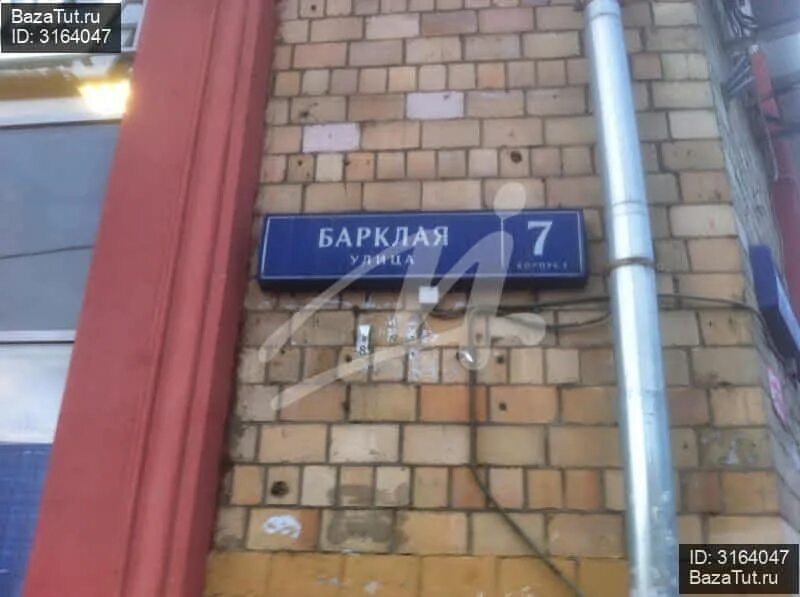 BazaTut.ru
ID: 3164047
БАРКЛАЯ
УЛИЦА
7
КОРПУС 1
ID: 3164047
BazaTut.ru